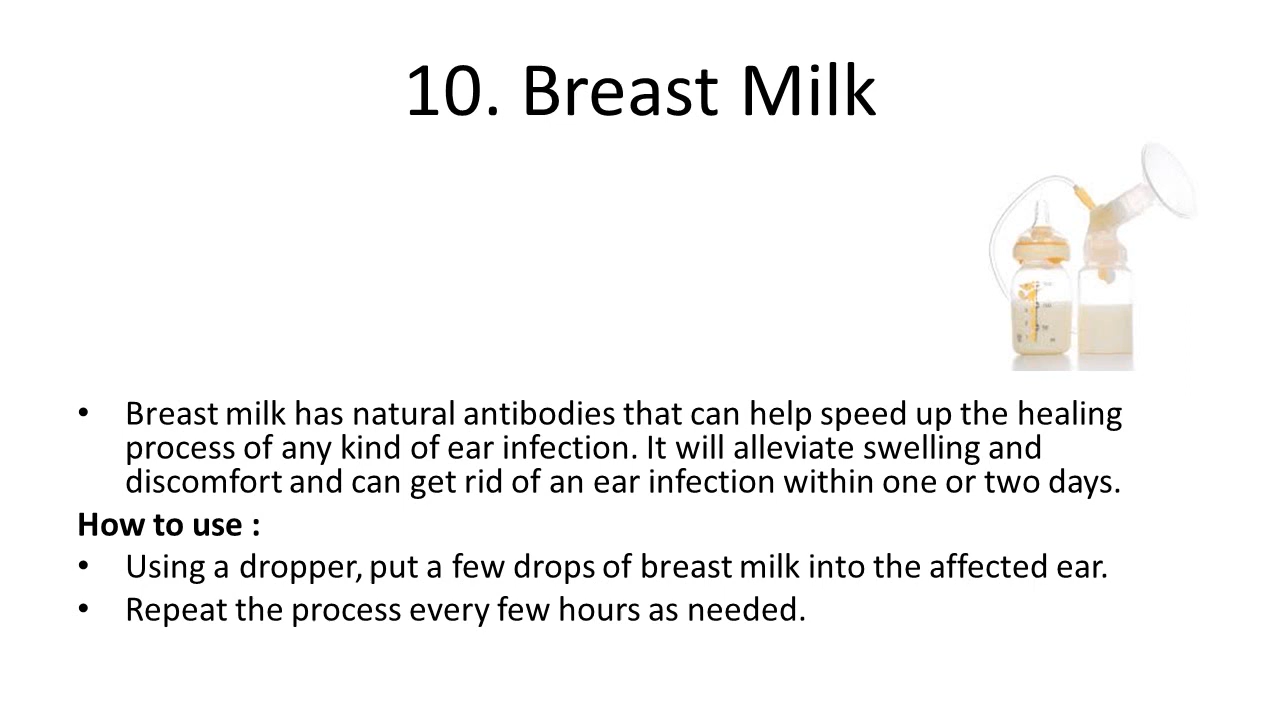 10. Breast Milk
• Breast milk has natural antibodies that can help speed up the healing
process of any kind of ear infection. It will alleviate swelling and
discomfort and can get rid of an ear infection within one or two days.
How to use :
• Using a dropper, put a few drops of breast milk into the affected ear.
• Repeat the process every few hours as needed.